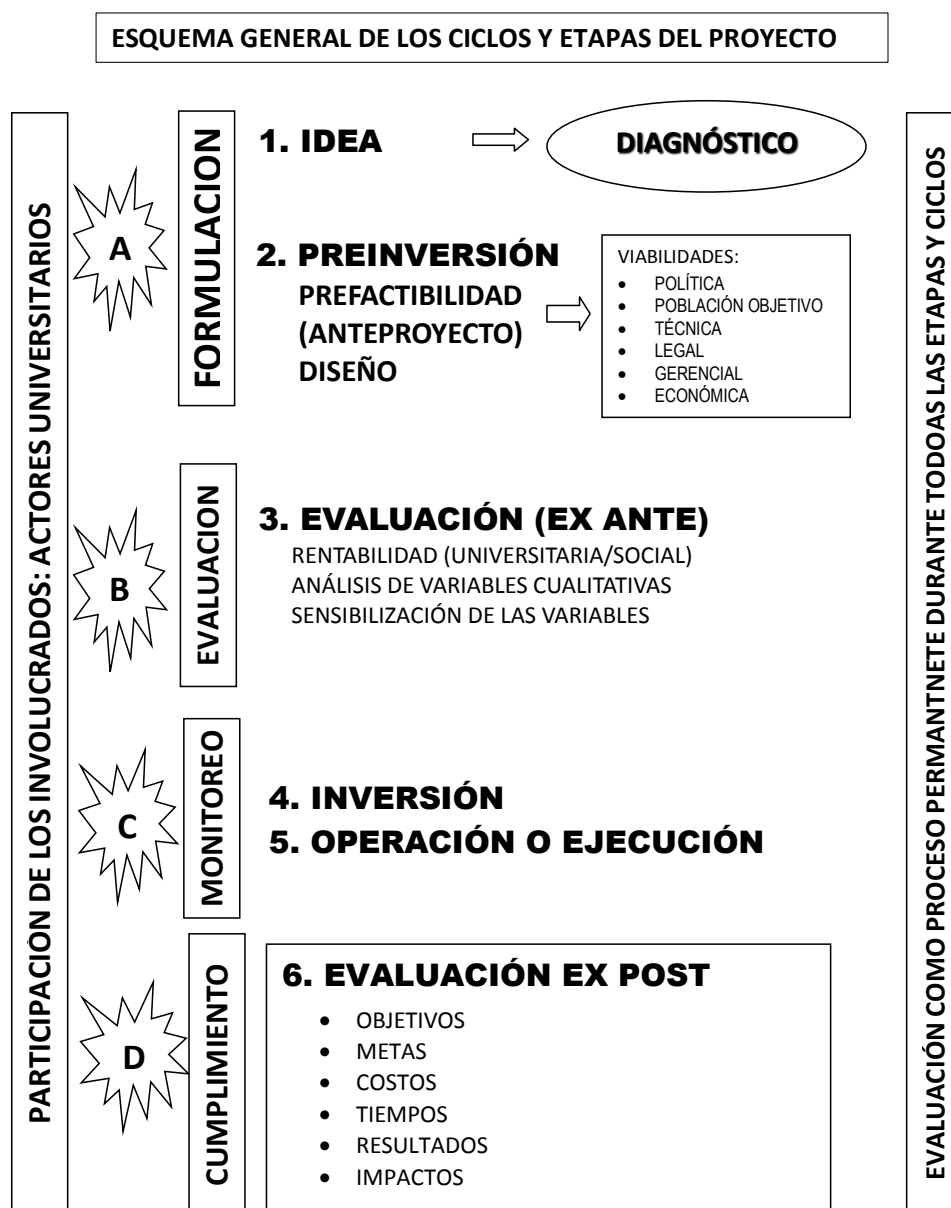 ESQUEMA GENERAL DE LOS CICLOS Y ETAPAS DEL PROYECTO
PARTICIPACIÓN DE LOS INVOLUCRADOS: ACTORES UNIVERSITARIOS
A
FORMULACION
1. IDEA
DIAGNÓSTICO
2. PREINVERSIÓN
PREFACTIBILIDAD
(ANTEPROYECTO)
DISEÑO
VIABILIDADES:
• POLÍTICA
• POBLACIÓN OBJETIVO
• TÉCNICA
• LEGAL
• GERENCIAL
• ECONÓMICA
B
EVALUACION
3. EVALUACIÓN (EX ANTE)
RENTABILIDAD (UNIVERSITARIA/SOCIAL)
ANÁLISIS DE VARIABLES CUALITATIVAS
SENSIBILIZACIÓN DE LAS VARIABLES
C
MONITOREO
4. INVERSIÓN
5. OPERACIÓN O EJECUCIÓN
D
CUMPLIMIENTO
6. EVALUACIÓN EX POST
• OBJETIVOS
• METAS
• COSTOS
• TIEMPOS
• RESULTADOS
• IMPACTOS
EVALUACIÓN COMO PROCESO PERMANTNETE DURANTE TODOAS LAS ETAPAS Y CICLOS